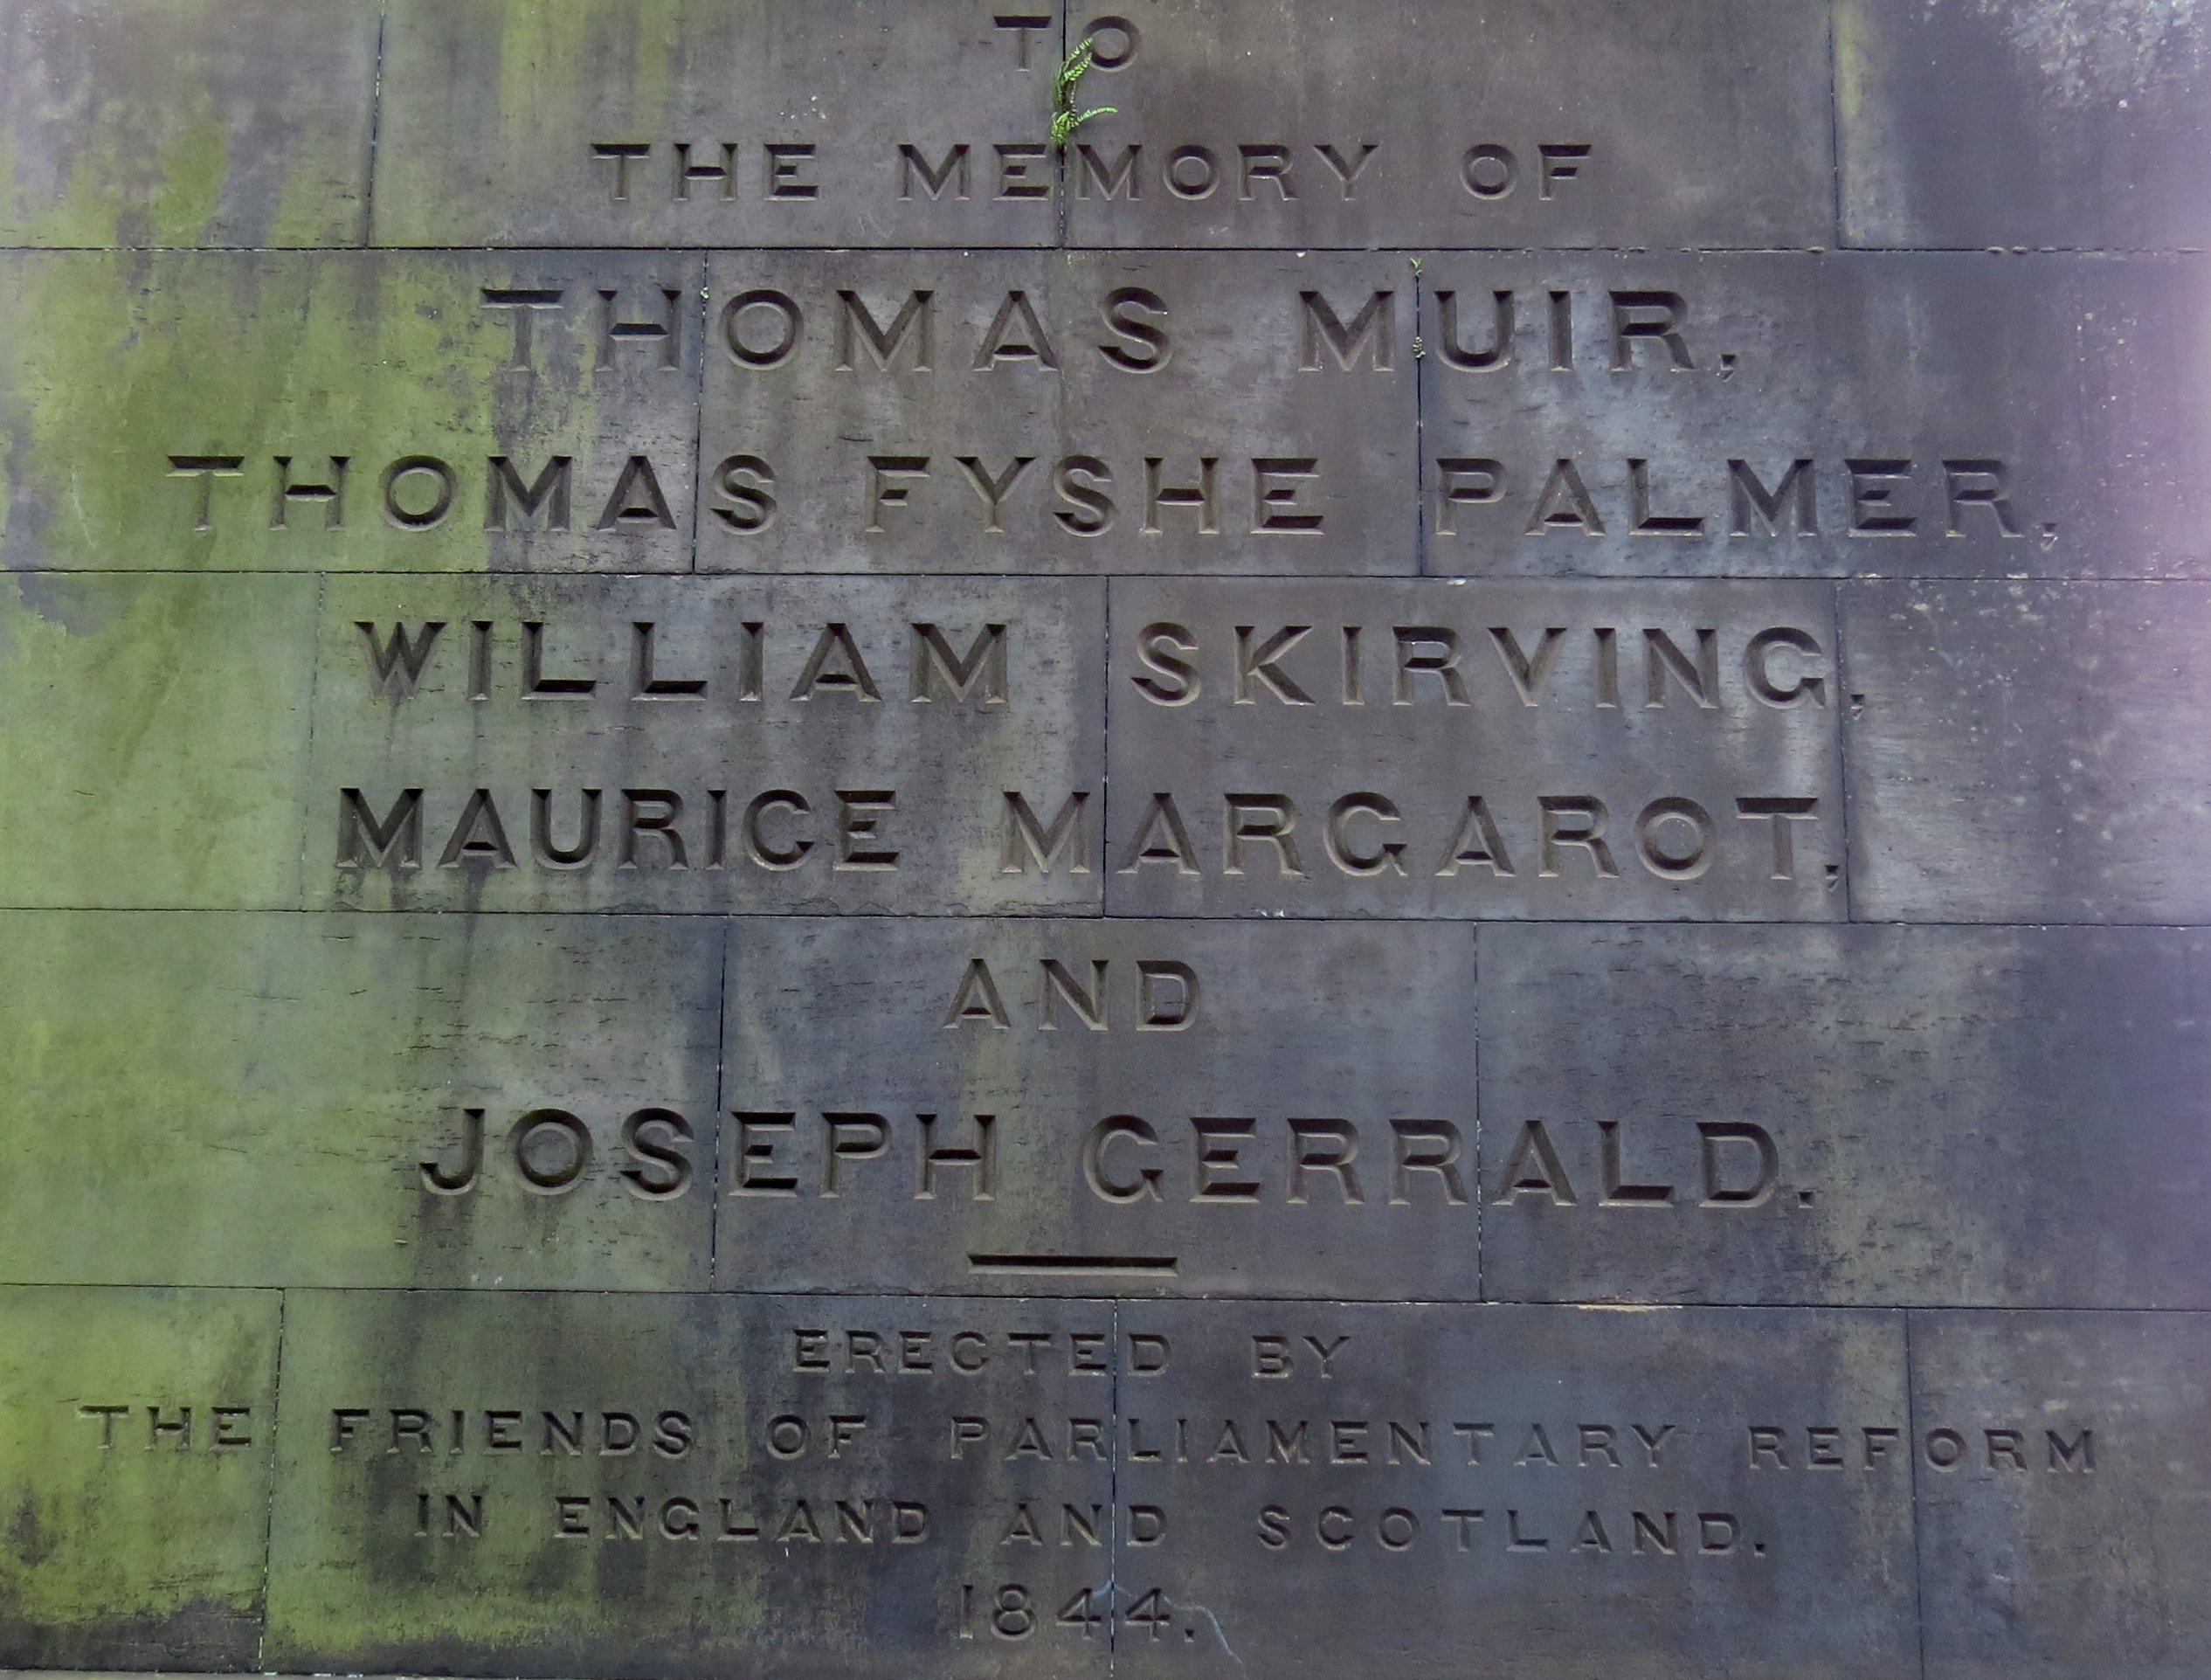 TO
THE MEMORY OF
THOMAS MUIR,
THOMAS FYSHE PALMER,
WILLIAM SKIRVING,
MAURICE MARGAROT,
AND
JOSEPH GERRALD.
ERECTED BY
THE FRIENDS OF PARLIAMENTARY REFORM
IN ENGLAND AND SCOTLAND.
1844.